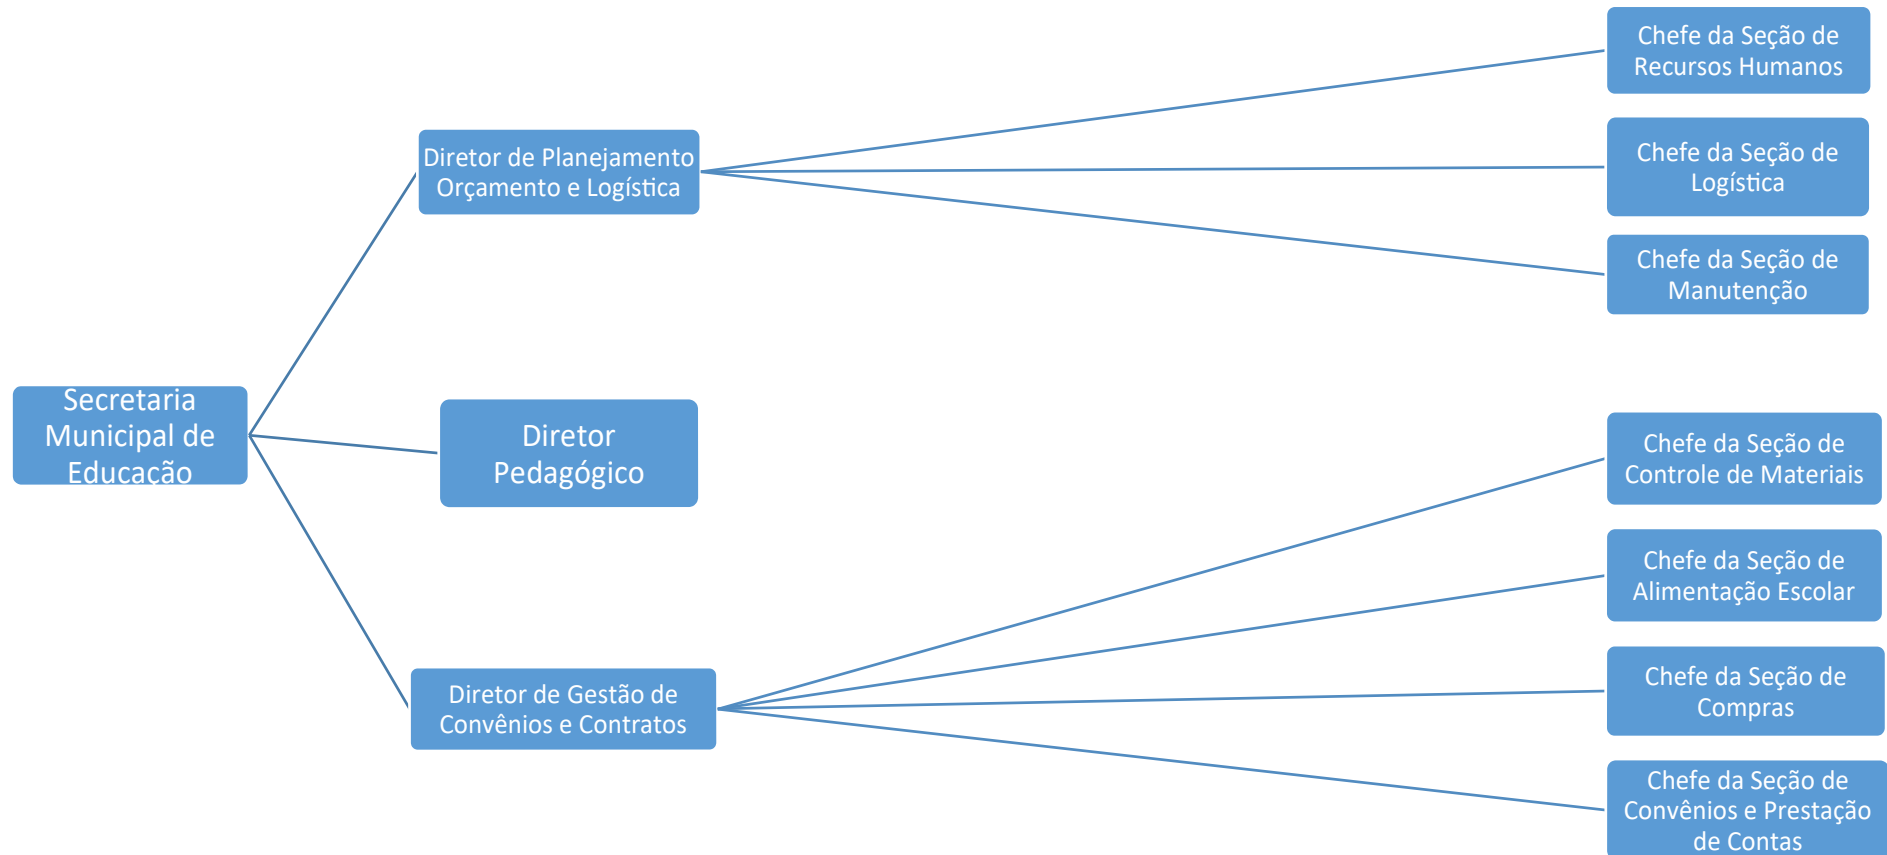 Secretaria
Municipal de
Educação
Diretor de Planejamento
Orçamento e Logística
Chefe da Seção de
Recursos Humanos
Chefe da Seção de
Logística
Chefe da Seção de
Manutenção
Diretor
Pedagógico
Diretor de Gestão de
Convênios e Contratos
Chefe da Seção de
Controle de Materiais
Chefe da Seção de
Alimentação Escolar
Chefe da Seção de
Compras
Chefe da Seção de
Convênios e Prestação
de Contas